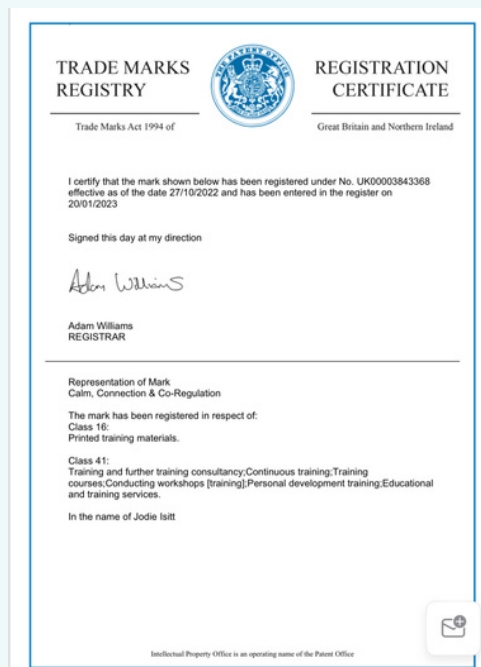 TRADE MARKS
REGISTRY
THE PATENT OFFICE
REGISTRATION
CERTIFICATE
Trade Marks Act 1994 of
Great Britain and Northern Ireland
I certify that the mark shown below has been registered under No. UK00003843368
effective as of the date 27/10/2022 and has been entered in the register on
20/01/2023
Signed this day at my direction
Adam Williams
Adam Williams
REGISTRAR
Representation of Mark
Calm, Connection & Co-Regulation
The mark has been registered in respect of:
Class 16:
Printed training materials.
Class 41:
Training and further training consultancy;Continuous training;Training
courses;Conducting workshops [training];Personal development training;Educational
and training services.
In the name of Jodie Isitt
Intellectual Property Office is an operating name of the Patent Office